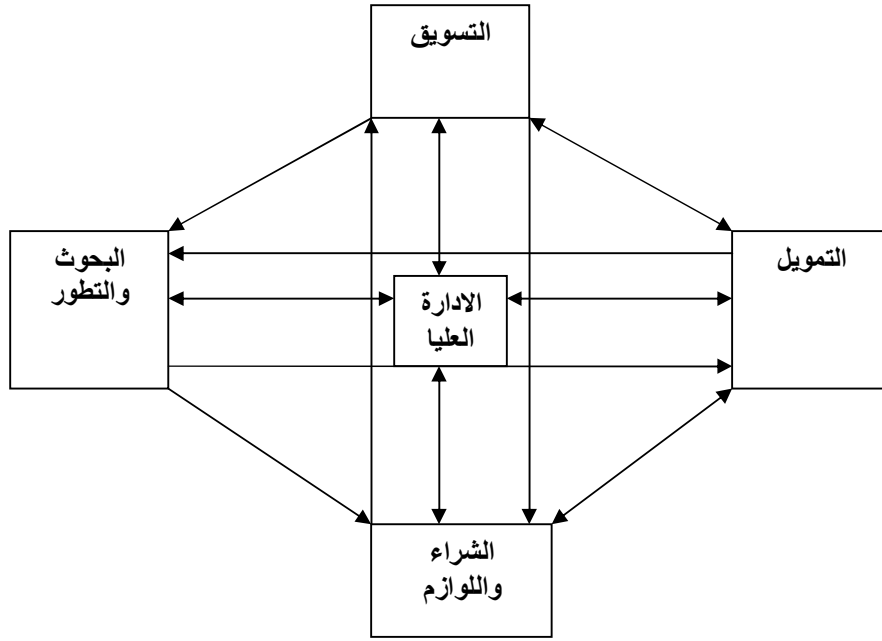 التسويق
التمويل
الادارة
العليا
البحوث
والتطور
الشراء
واللوازم